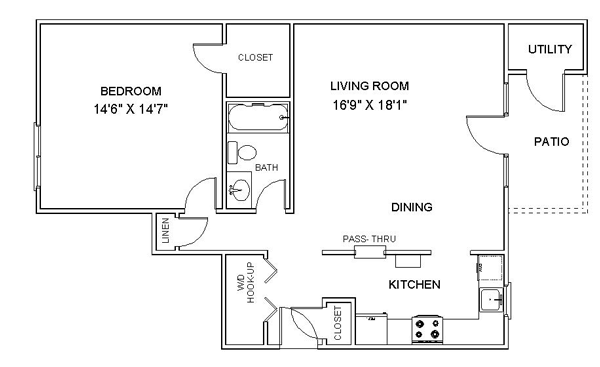 UTILITY
CLOSET
LIVING ROOM
16'9" X 18'1"
BEDROOM
14'6" X 14'7"
PATIO
BATH
DINING
LINEN
PASS- THRU
W/D
HOOK-UP
KITCHEN
CLOSET